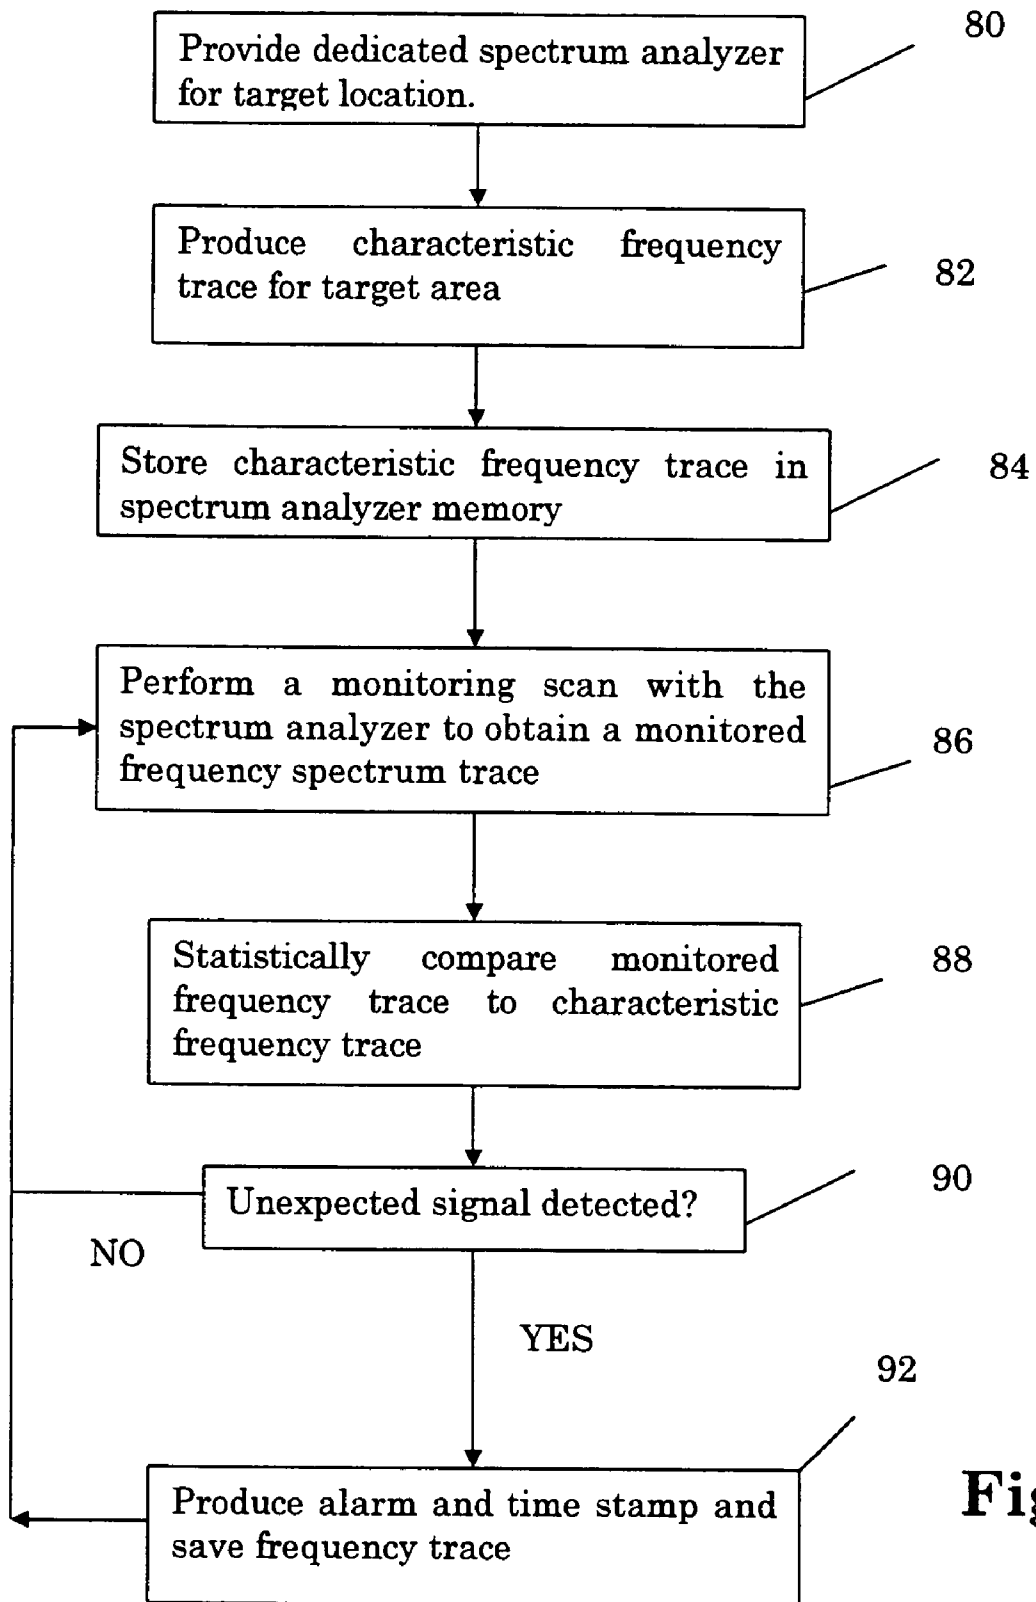 Provide dedicated spectrum analyzer
for target location.
80
Produce characteristic frequency
trace for target area
82
Store characteristic frequency trace in
spectrum analyzer memory
84
Perform a monitoring scan with the
spectrum analyzer to obtain a monitored
frequency spectrum trace
86
Statistically compare monitored
frequency trace to characteristic
frequency trace
88
Unexpected signal detected?
90
NO
YES
92
Produce alarm and time stamp and
save frequency trace